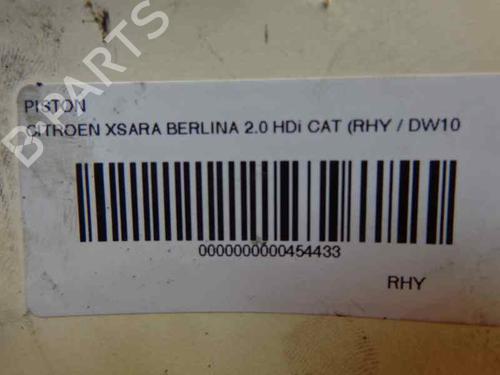 PISTON
CITROEN XSARA BERLINA 2.0 HDi CAT (RHY / DW10
0000000000454433
RHY
B-Parts